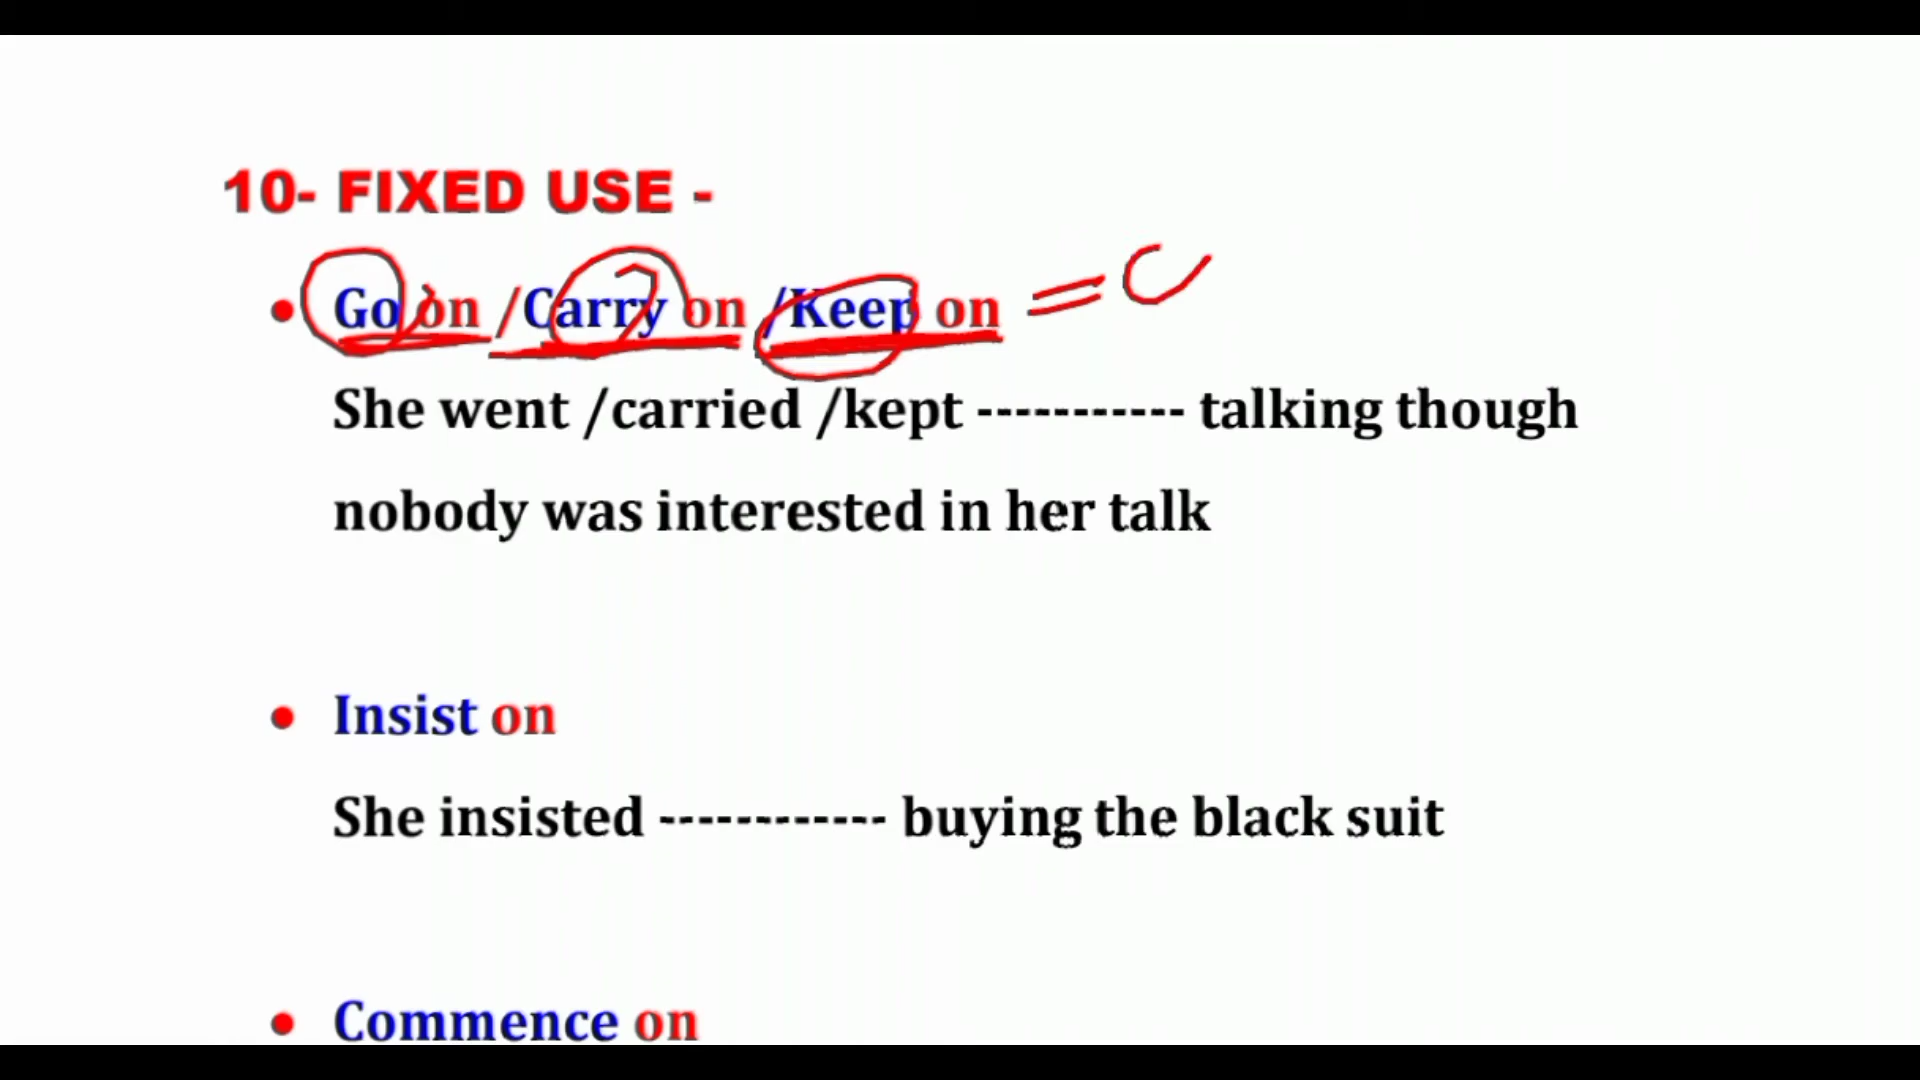 10- FIXED USE -
• Go on /Carry on /Keep on = C
She went /carried /kept ----------- talking though
nobody was interested in her talk
• Insist on
She insisted ------------ buying the black suit
• Commence on